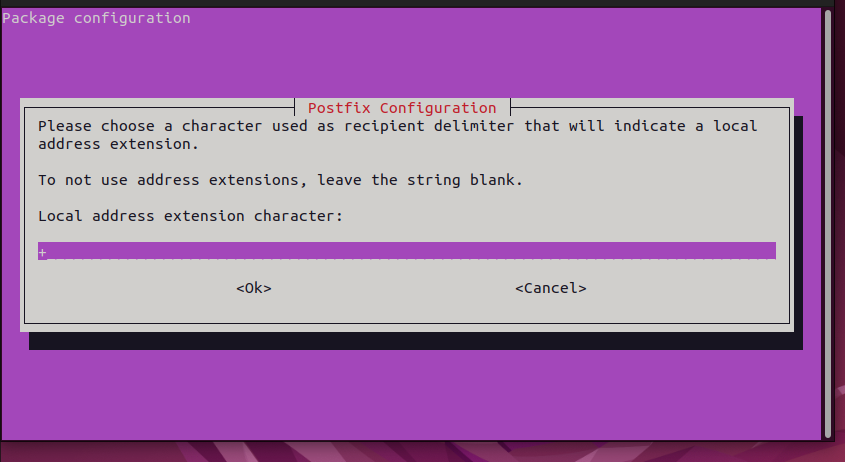 Package configuration
Postfix Configuration
Please choose a character used as recipient delimiter that will indicate a local
address extension.
To not use address extensions, leave the string blank.
Local address extension character:
+
<Ok> <Cancel>